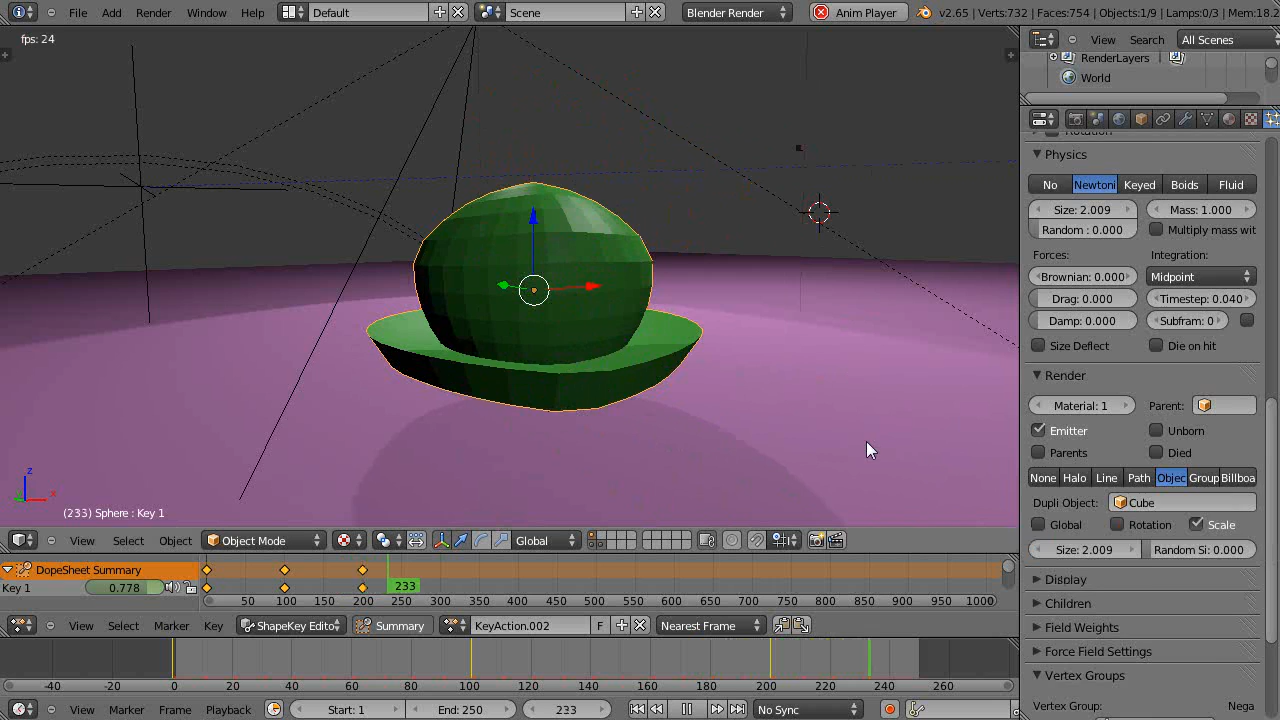 File Add Render Window Help Default Scene Blender Render Anim Player v2.65 | Verts:732 | Faces:754 | Objects:1/9 | Lamps:0/3 | Mem:18.2
fps: 24
View Search All Scenes
RenderLayers
World
Physics
No Newtoni Keyed Boids Fluid
Size: 2.009 Mass: 1.000
Random : 0.000 Multiply mass wit
Forces: Integration:
Brownian: 0.000 Midpoint
Drag: 0.000 Timestep: 0.040
Damp: 0.000 Subfram: 0
Size Deflect Die on hit
Render
Material: 1 Parent:
Emitter Unborn
Parents Died
None Halo Line Path Objec Group Billboa
Dupli Object: Cube
Global Rotation Scale
Size: 2.009 Random Si: 0.000
Display
Children
Field Weights
Force Field Settings
Vertex Groups
Vertex Group: Nega
z
x
(233) Sphere : Key 1
View Select Object Object Mode Global
DopeSheet Summary
Key 1 0.778 233
50 100 150 200 250 300 350 400 450 500 550 600 650 700 750 800 850 900 950 1000
View Select Marker Key ShapeKey Edito Summary KeyAction.002 F Nearest Frame
-40 -20 0 20 40 60 80 100 120 140 160 180 200 220 240 260
View Marker Frame Playback Start: 1 End: 250 233 No Sync